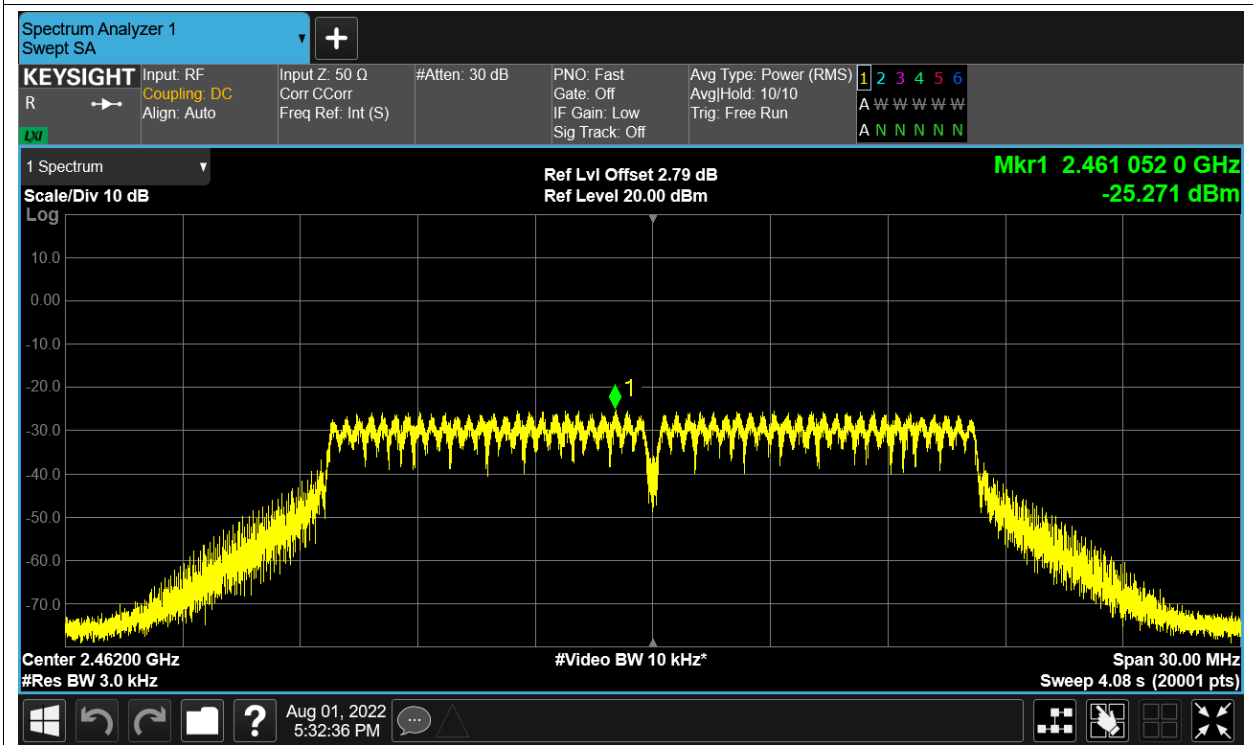 Spectrum Analyzer 1
Swept SA
+
KEYSIGHT
R
LXI
Input: RF
Coupling: DC
Align: Auto
Input Z: 50 Ω
Corr CCorr
Freq Ref: Int (S)
#Atten: 30 dB
PNO: Fast
Gate: Off
IF Gain: Low
Sig Track: Off
Avg Type: Power (RMS)
Avg|Hold: 10/10
Trig: Free Run
1 2 3 4 5 6
A W W W W W
A N N N N N
1 Spectrum
Scale/Div 10 dB
Log
Ref Lvl Offset 2.79 dB
Ref Level 20.00 dBm
Mkr1 2.461 052 0 GHz
-25.271 dBm
10.0
0.00
-10.0
-20.0
-30.0
-40.0
-50.0
-60.0
-70.0
1
Center 2.46200 GHz
#Res BW 3.0 kHz
#Video BW 10 kHz*
Span 30.00 MHz
Sweep 4.08 s (20001 pts)
?
Aug 01, 2022
5:32:36 PM